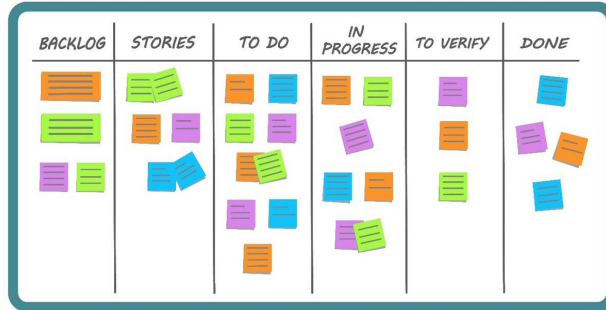 BACKLOG
STORIES
TO DO
IN
PROGRESS
TO VERIFY
DONE